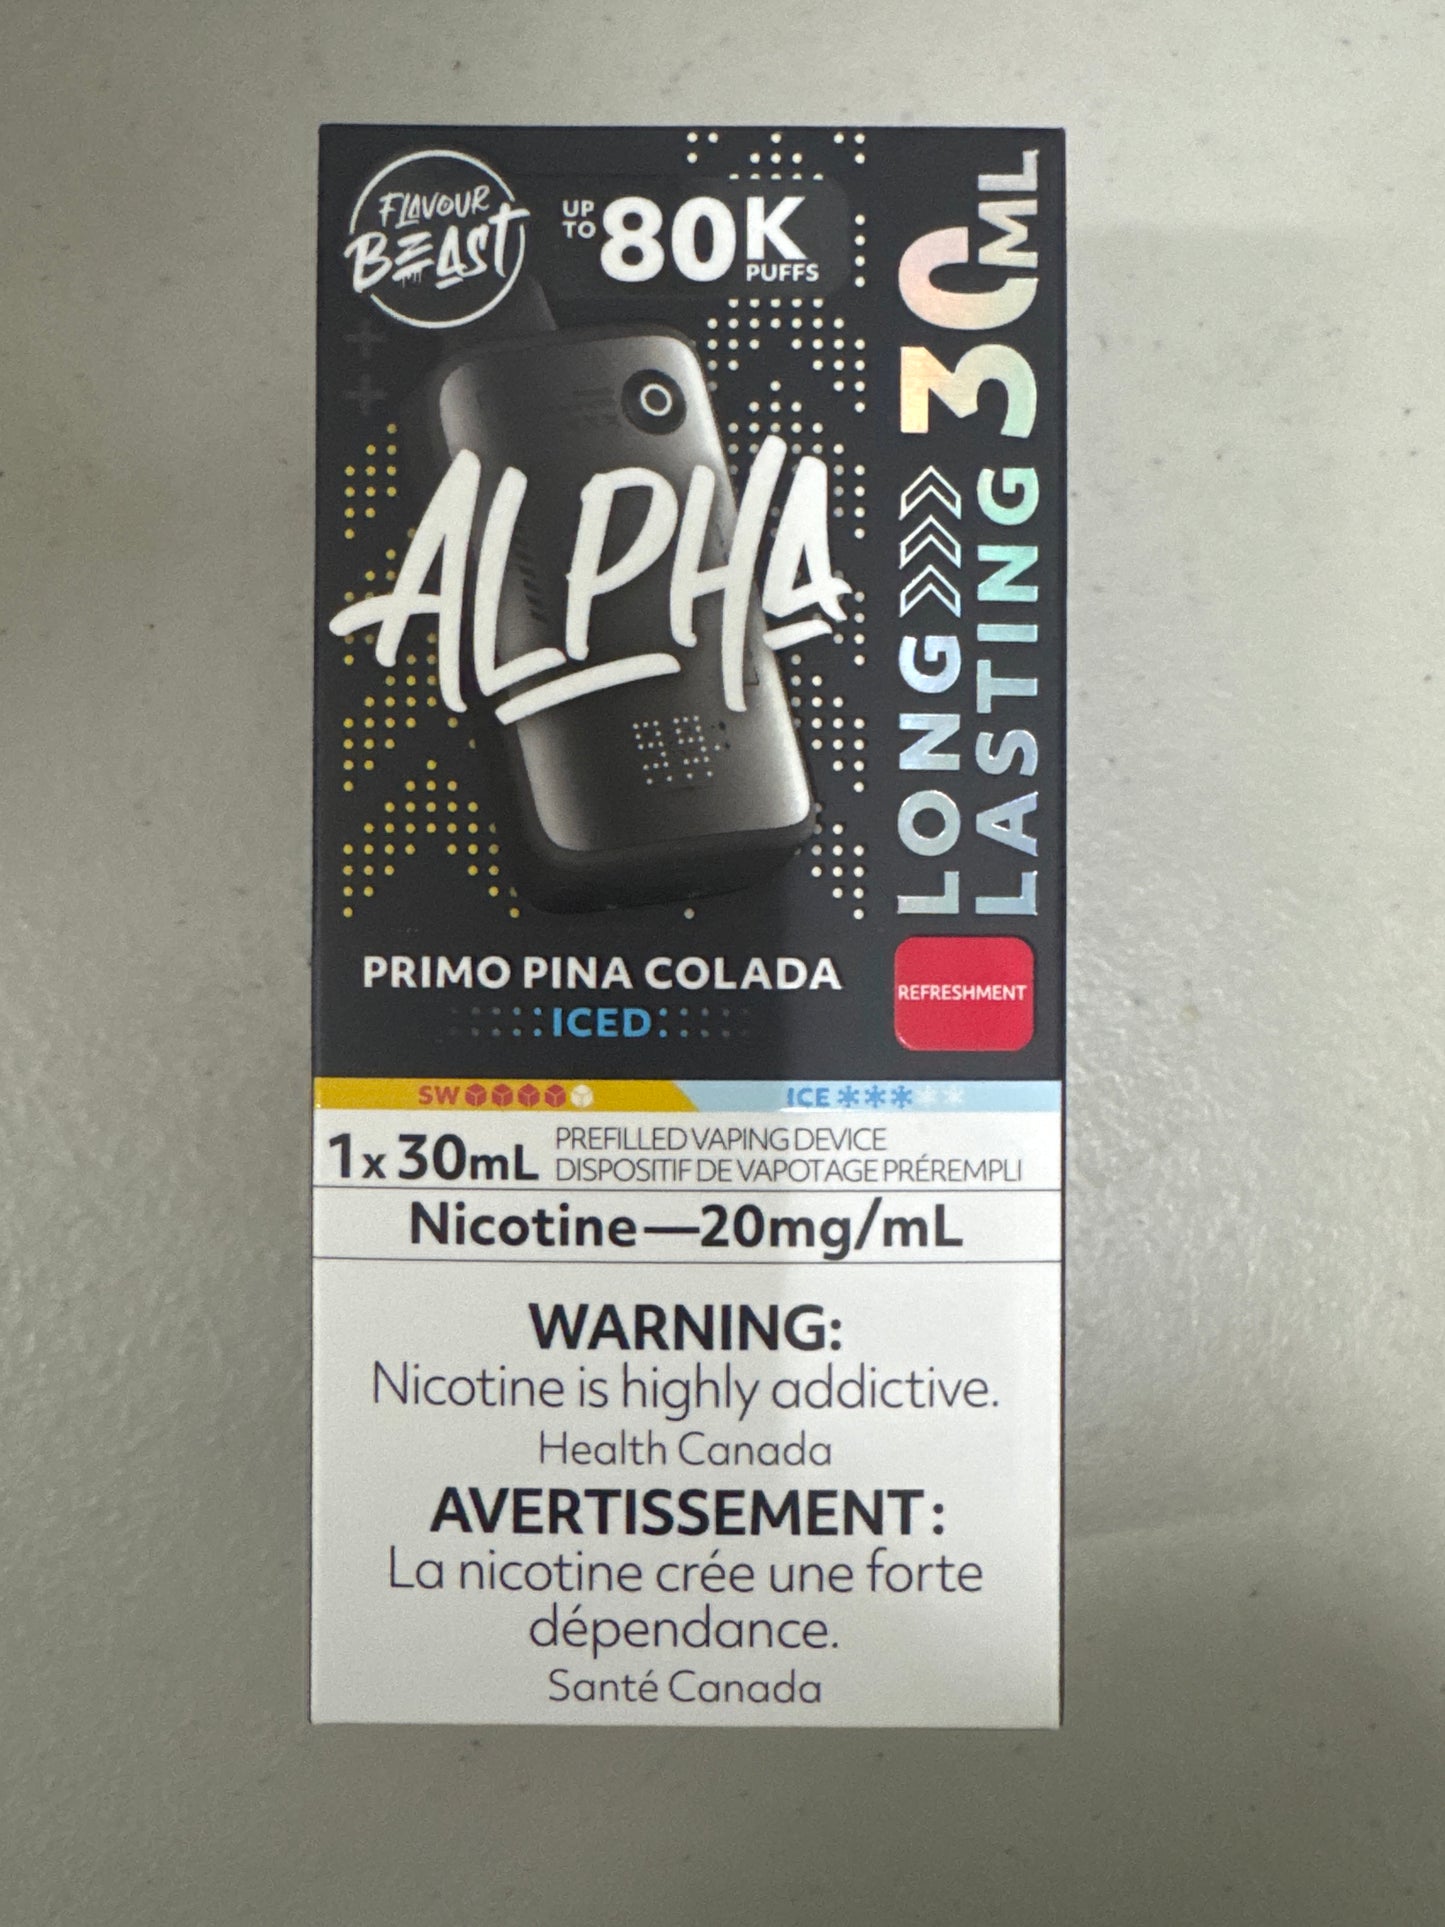 FLAVOUR
BEAST
UP
TO
80K
PUFFS
ALPHA
LONG
LASTING
30ML
PRIMO PINA COLADA
ICED
REFRESHMENT
SW
ICE
1x 30mL
PREFILLED VAPING DEVICE
DISPOSITIF DE VAPOTAGE PRÉREMPLI
Nicotine—20mg/mL
WARNING:
Nicotine is highly addictive.
Health Canada
AVERTISSEMENT :
La nicotine crée une forte
dépendance.
Santé Canada